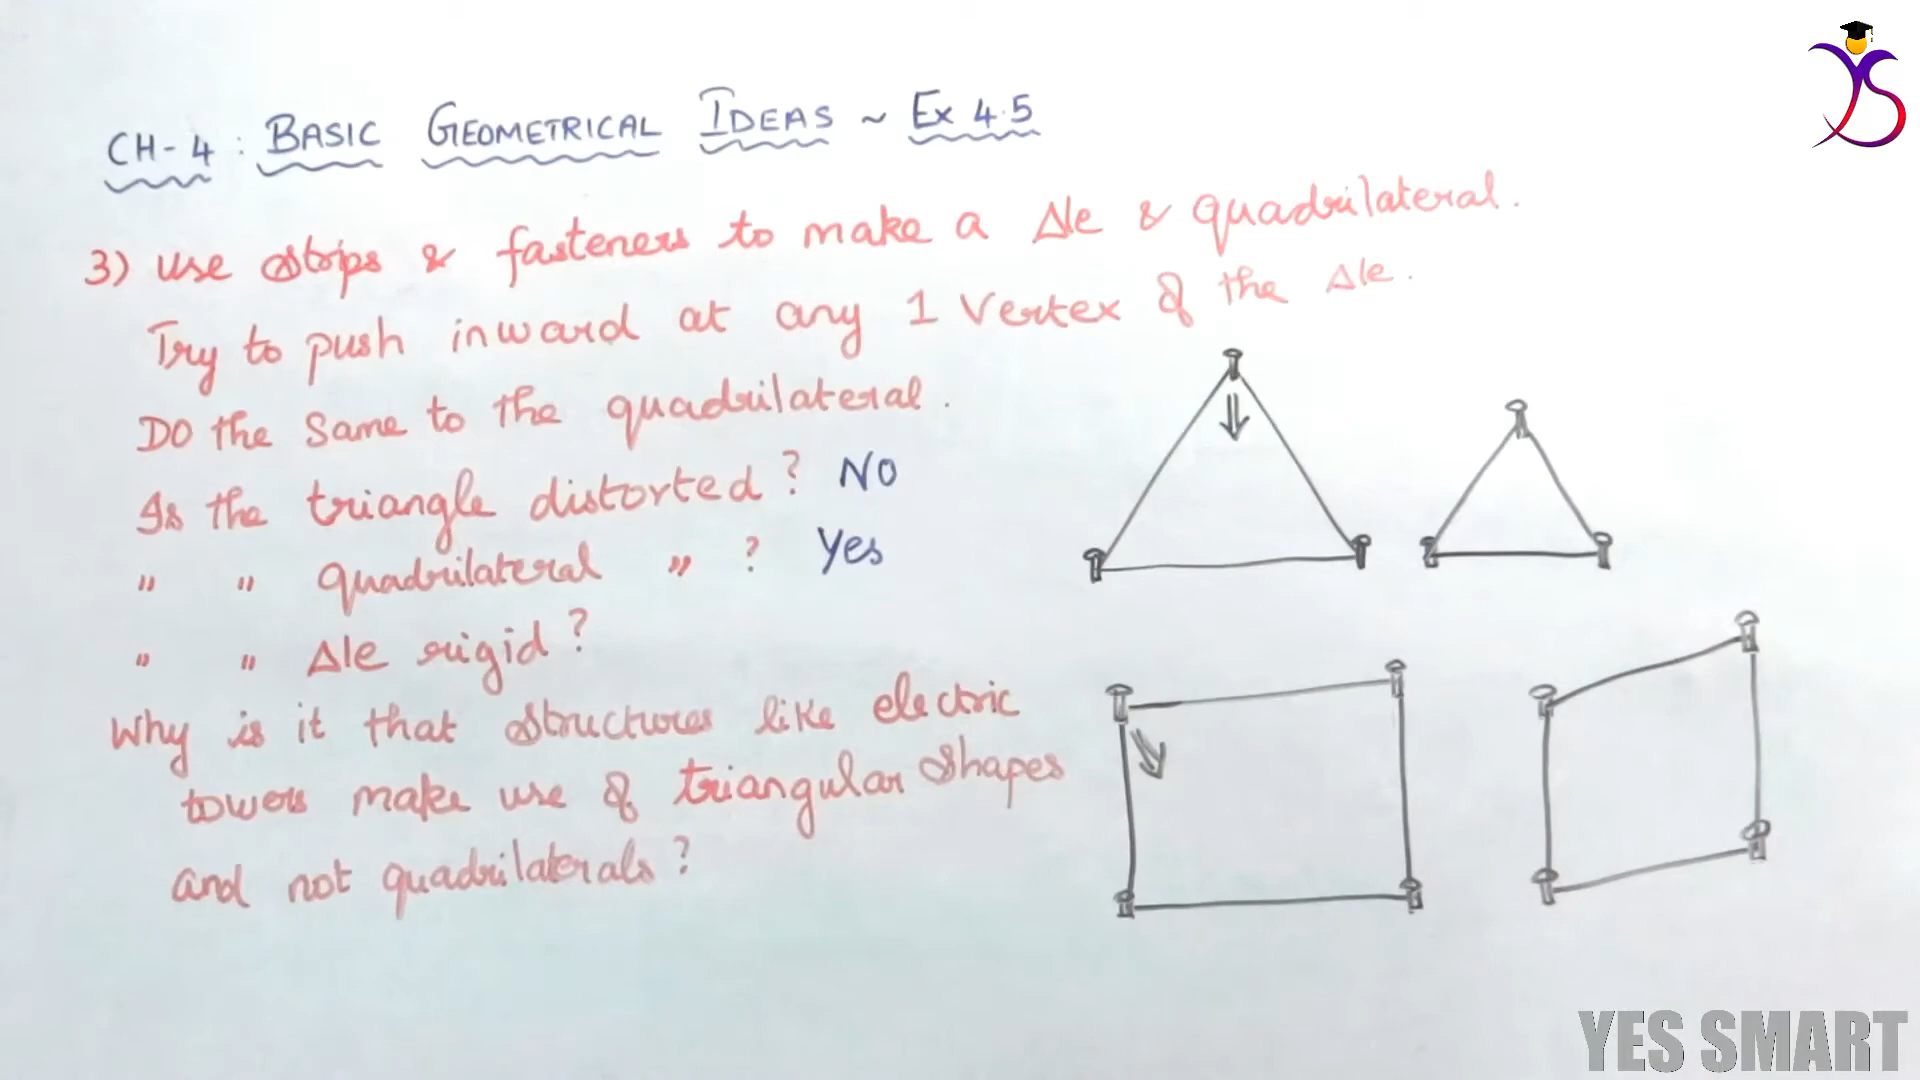 CH-4 : BASIC GEOMETRICAL IDEAS ~ Ex 4.5
3) Use strips & fasteners to make a Δle & quadrilateral.
Try to push inward at any 1 Vertex of the Δle.
DO the same to the quadrilateral.
Is the triangle distorted? NO
" " quadrilateral " ? Yes
" " Δle rigid?
Why is it that structures like electric
towers make use of triangular shapes
and not quadrilaterals?
YS
YES SMART